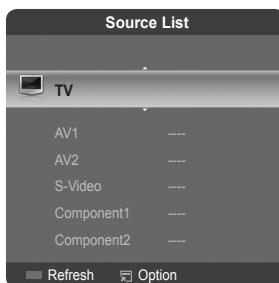 Source List
TV
AV1 ----
AV2 ----
S-Video ----
Component1 ----
Component2 ----
Refresh Option